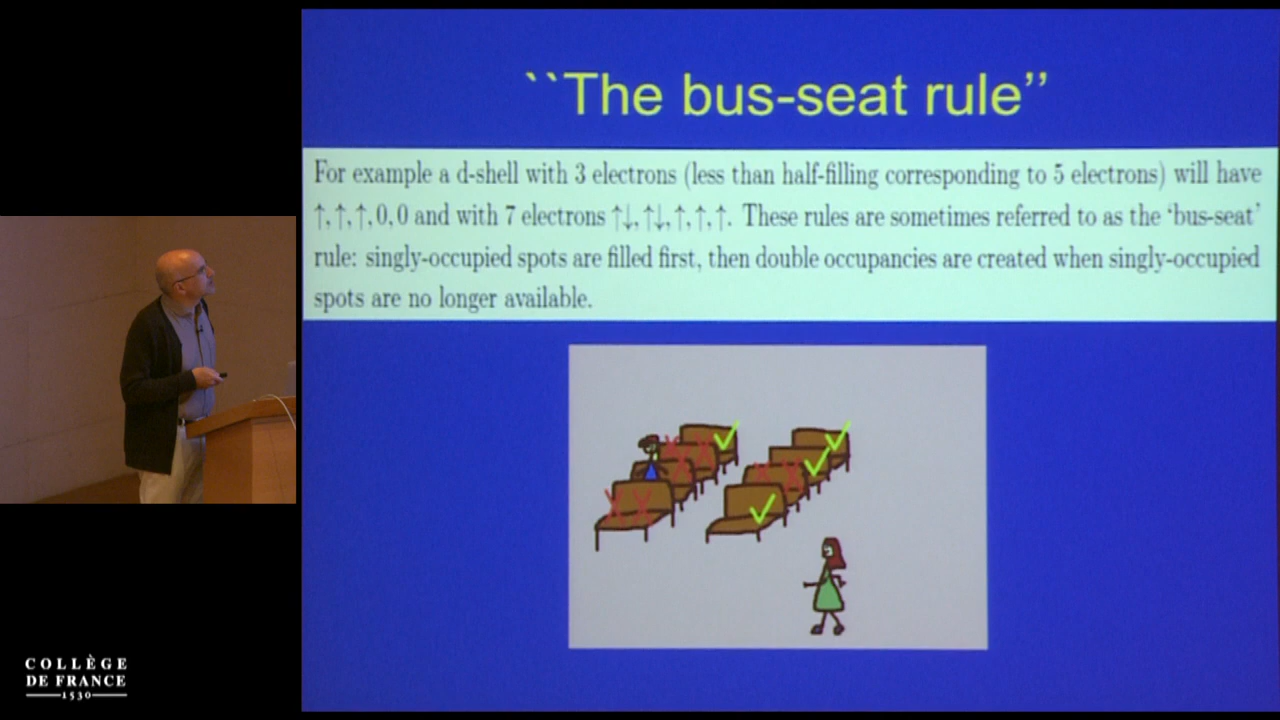 ``The bus-seat rule’’
For example a d-shell with 3 electrons (less than half-filling corresponding to 5 electrons) will have
↑,↑,↑,0,0 and with 7 electrons ↑↓,↑↓,↑,↑,↑. These rules are sometimes referred to as the ‘bus-seat’
rule: singly-occupied spots are filled first, then double occupancies are created when singly-occupied
spots are no longer available.
COLLÈGE
DE FRANCE
1530